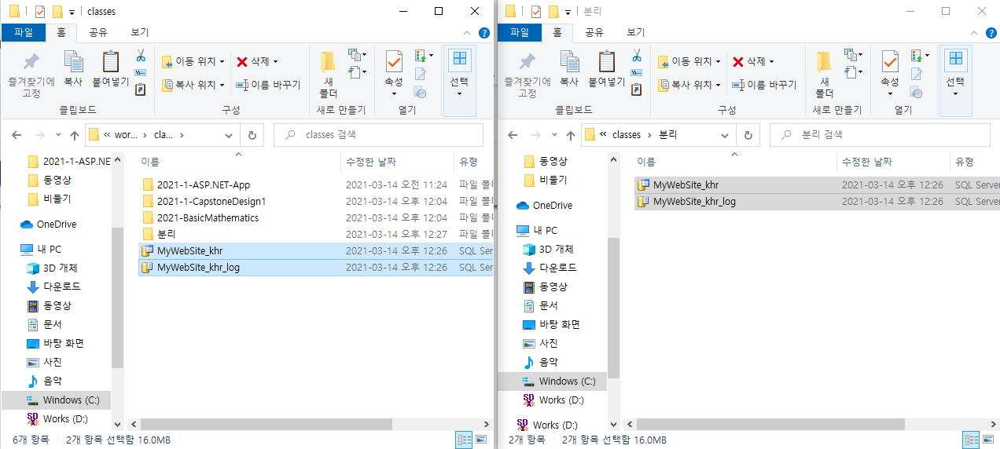 classes
파일 홈 공유 보기
즐겨찾기에 고정
복사
붙여넣기
이동 위치
복사 위치
삭제
이름 바꾸기
새 폴더
속성
선택
클립보드 구성 새로 만들기 열기
« wor... › cla... ›
classes 검색
2021-1-ASP.NE
동영상
비둘기
OneDrive
내 PC
3D 개체
다운로드
동영상
문서
바탕 화면
사진
음악
Windows (C:)
Works (D:)
이름 수정한 날짜 유형
2021-1-ASP.NET-App 2021-03-14 오전 11:24 파일 폴
2021-1-CapstoneDesign1 2021-03-14 오후 12:04 파일 폴
2021-BasicMathematics 2021-03-14 오후 12:04 파일 폴
분리 2021-03-14 오후 12:27 파일 폴
MyWebSite_khr 2021-03-14 오후 12:26 SQL Ser
MyWebSite_khr_log 2021-03-14 오후 12:26 SQL Ser
6개 항목 2개 항목 선택함 16.0MB
분리
파일 홈 공유 보기
즐겨찾기에 고정
복사
붙여넣기
이동 위치
복사 위치
삭제
이름 바꾸기
새 폴더
속성
선택
클립보드 구성 새로 만들기 열기
« classes › 분리
분리 검색
동영상
비둘기
OneDrive
내 PC
3D 개체
다운로드
동영상
문서
바탕 화면
사진
음악
Windows (C:)
Works (D:)
Works (D:)
이름 수정한 날짜 유형
MyWebSite_khr 2021-03-14 오후 12:26 SQL Server
MyWebSite_khr_log 2021-03-14 오후 12:26 SQL Server
2개 항목 2개 항목 선택함 16.0MB